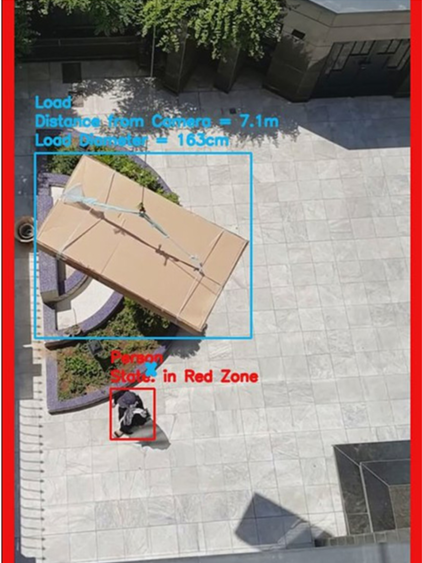 Load
Distance from Camera = 7.1m
Load Diameter = 163cm
Person
State: in Red Zone